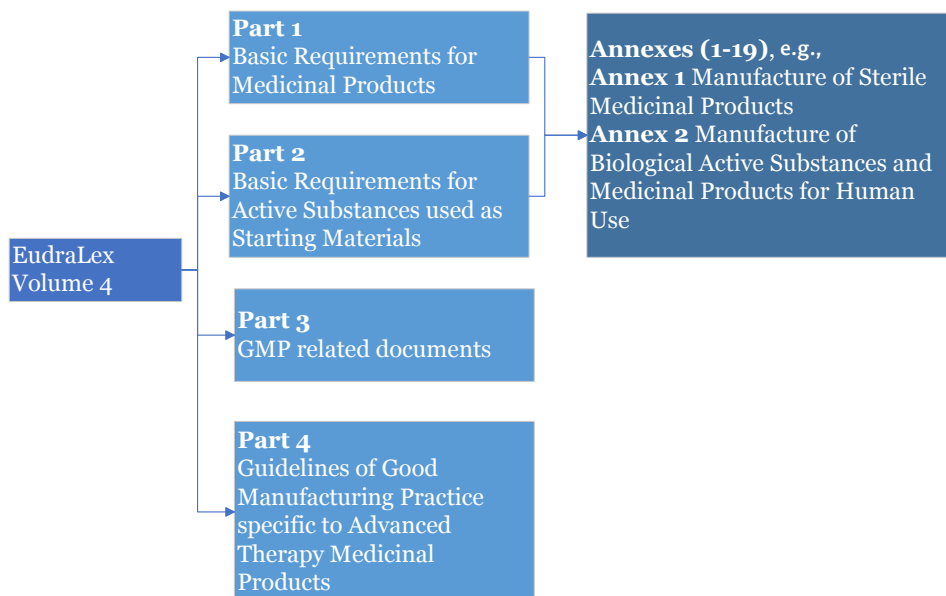 EudraLex
Volume 4
Part 1
Basic Requirements for
Medicinal Products
Part 2
Basic Requirements for
Active Substances used as
Starting Materials
Part 3
GMP related documents
Part 4
Guidelines of Good
Manufacturing Practice
specific to Advanced
Therapy Medicinal
Products
Annexes (1-19), e.g.,
Annex 1 Manufacture of Sterile
Medicinal Products
Annex 2 Manufacture of
Biological Active Substances and
Medicinal Products for Human
Use